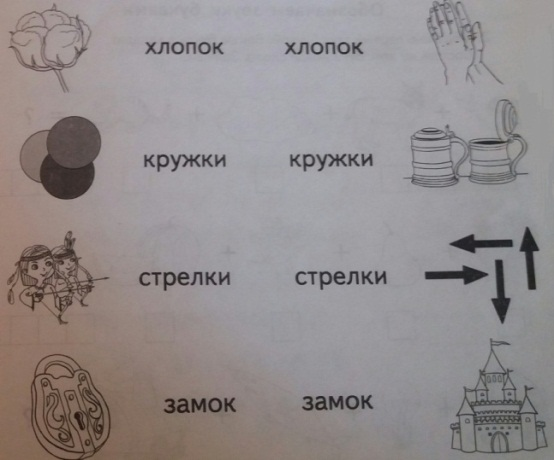 хлопок хлопок
кружки кружки
стрелки стрелки
замок замок